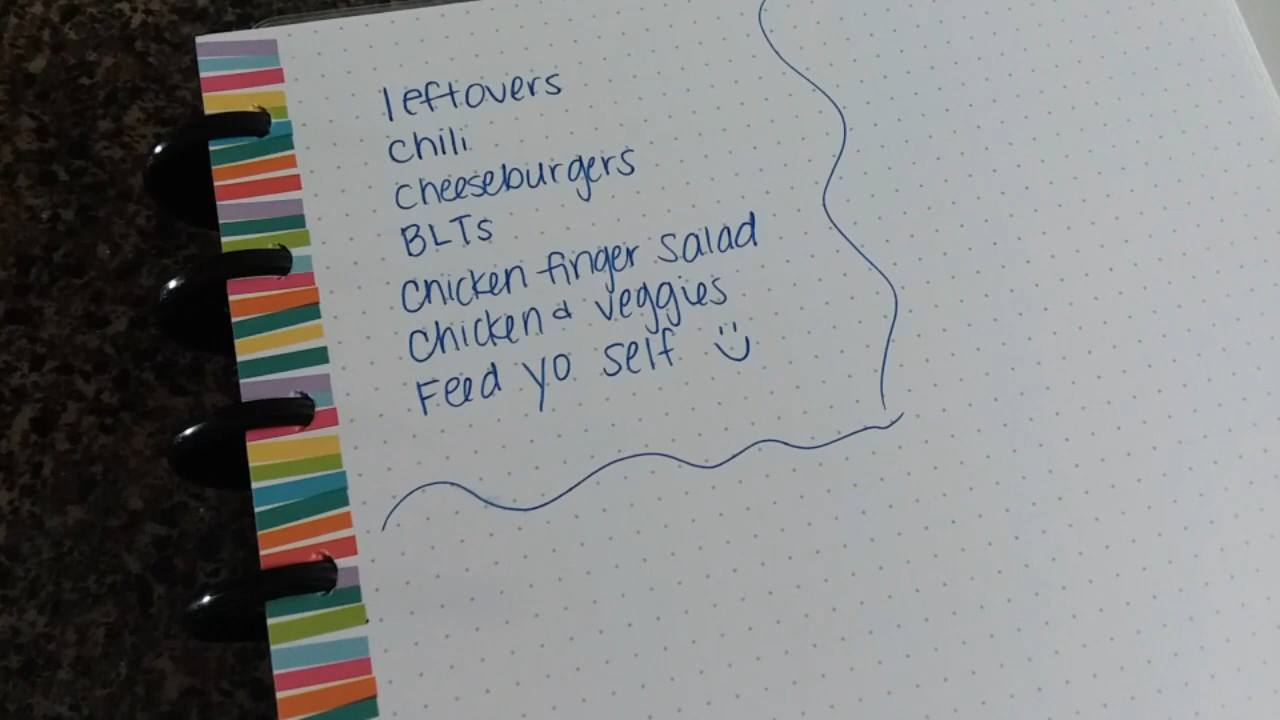 leftovers
chili
cheeseburgers
BLTs
chicken finger salad
chicken & veggies
Feed yo self :)